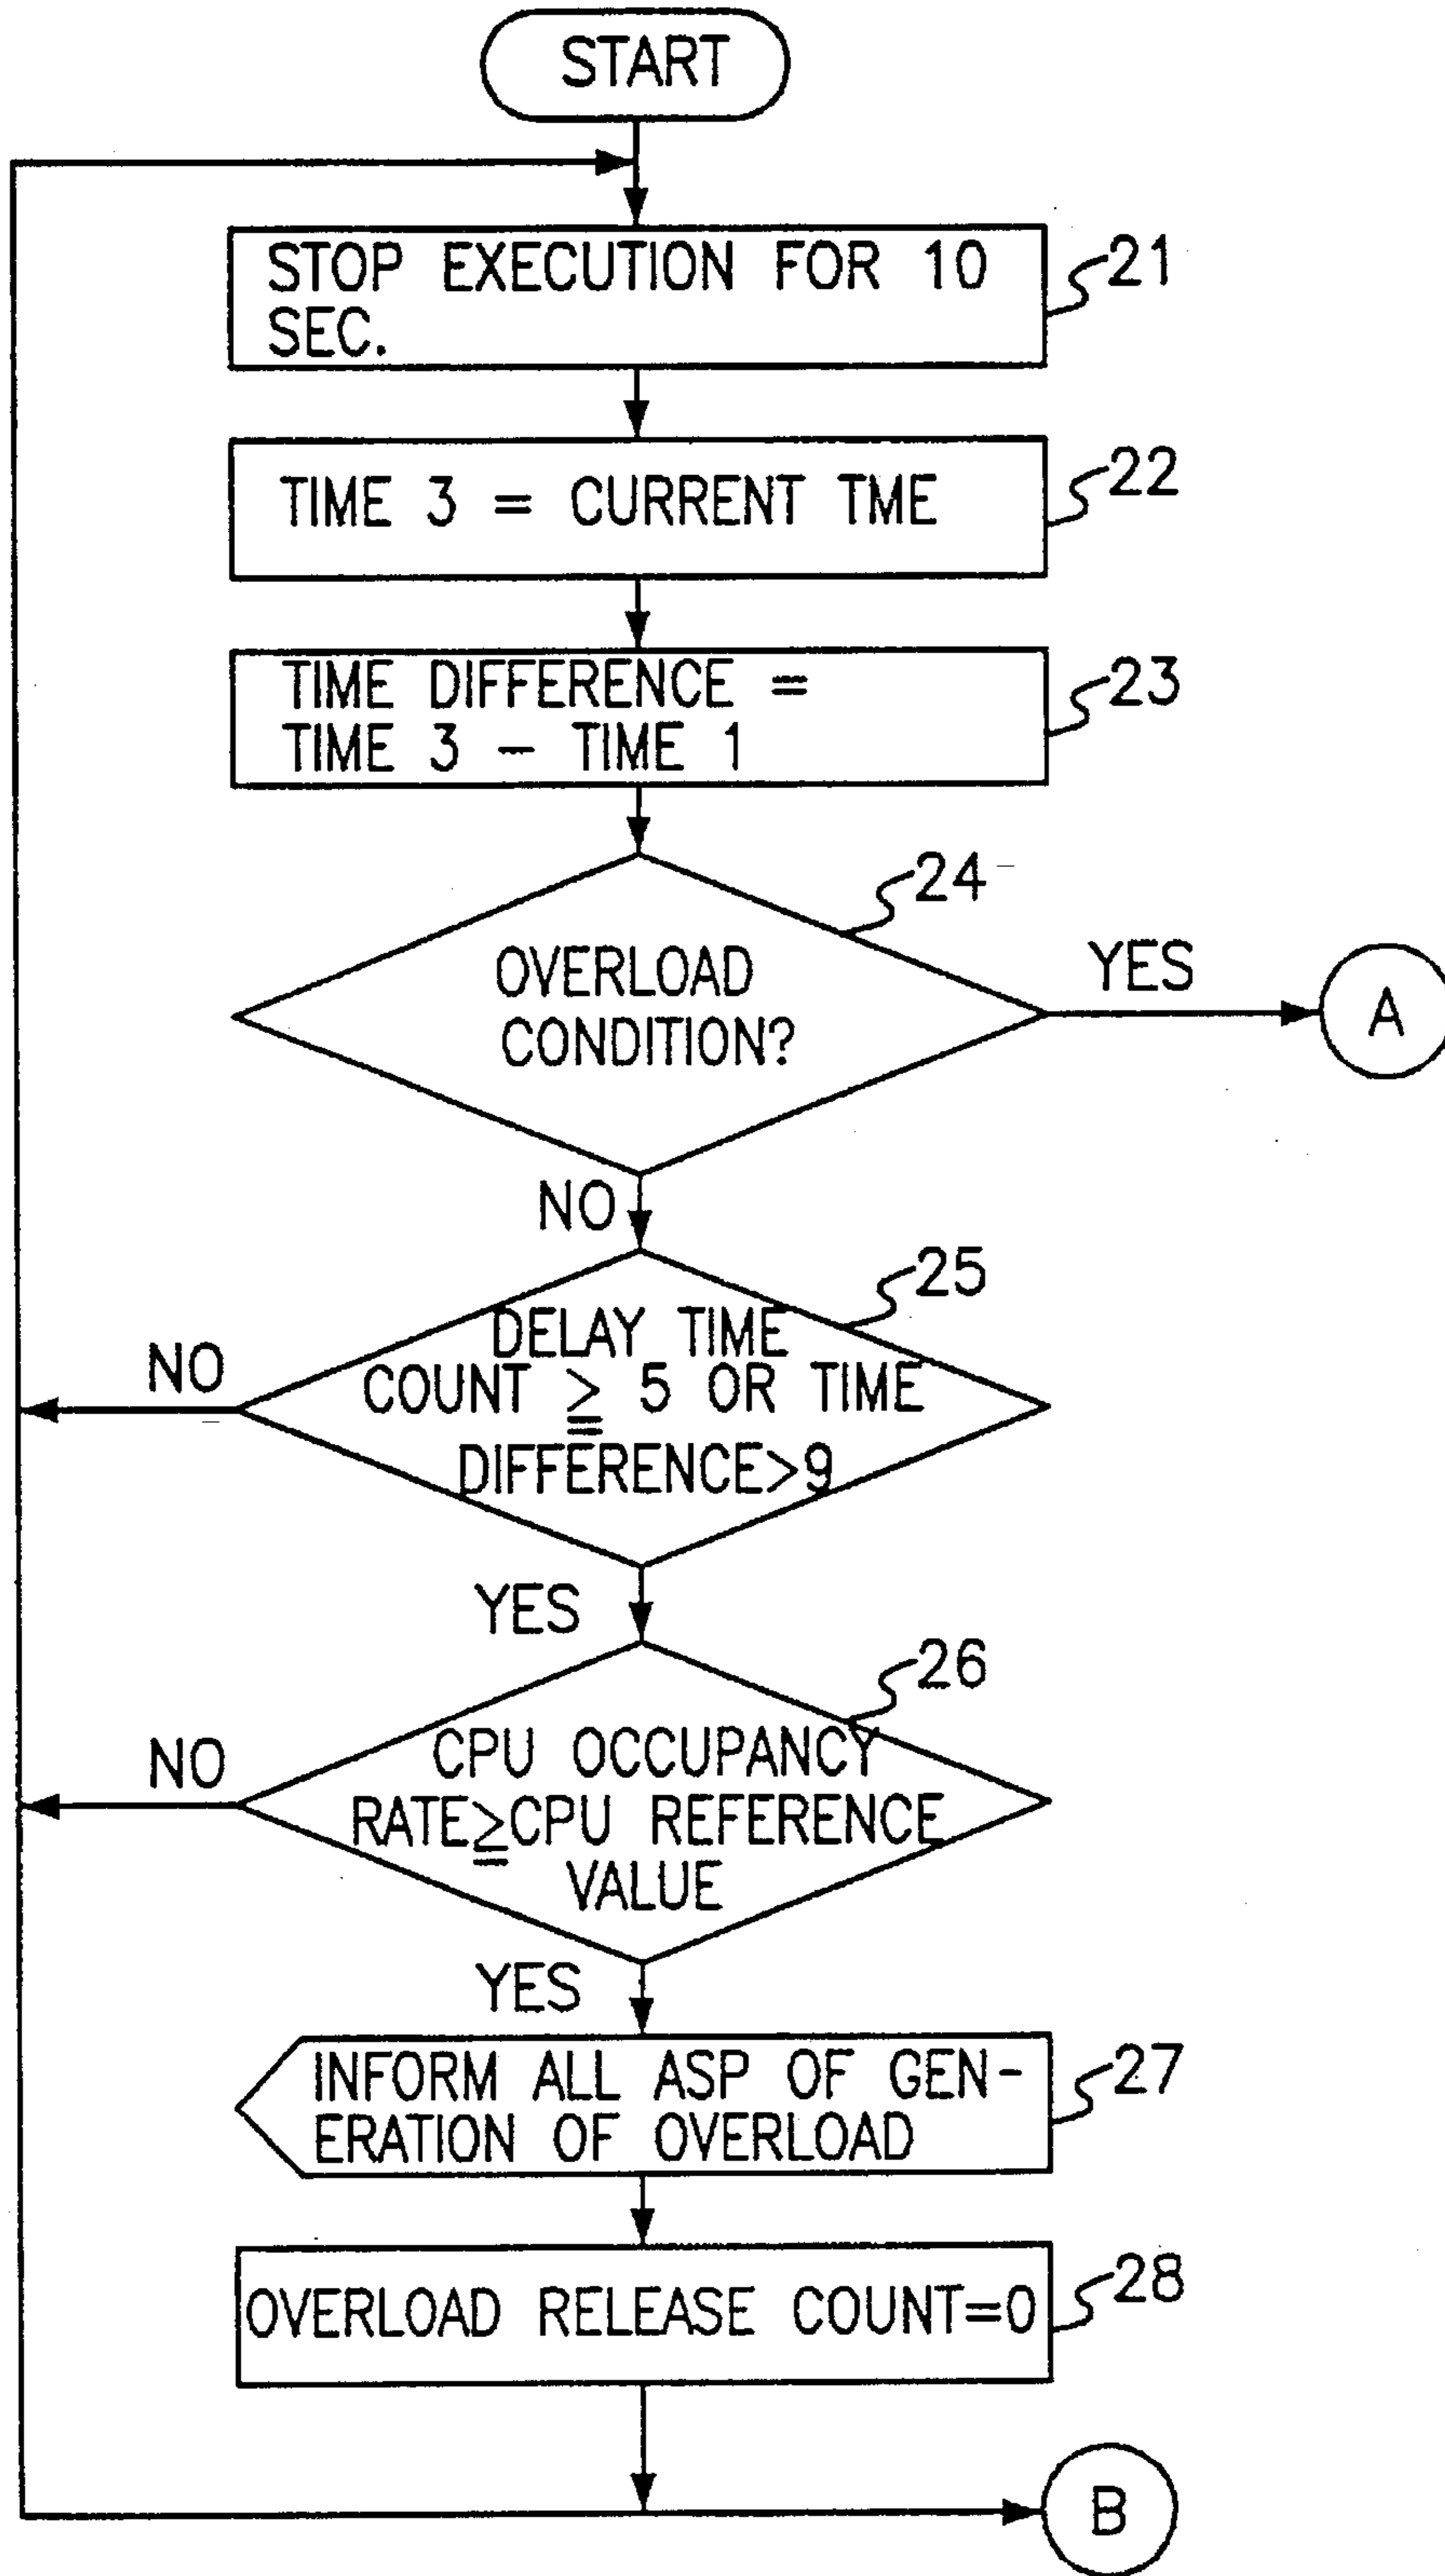 START
STOP EXECUTION FOR 10
SEC.
21
TIME 3 = CURRENT TME
22
TIME DIFFERENCE =
TIME 3 - TIME 1
23
24
OVERLOAD
CONDITION?
YES
A
NO
25
DELAY TIME
COUNT ≧ 5 OR TIME
DIFFERENCE>9
NO
YES
26
CPU OCCUPANCY
RATE≧CPU REFERENCE
VALUE
NO
YES
INFORM ALL ASP OF GEN-
ERATION OF OVERLOAD
27
OVERLOAD RELEASE COUNT=0
28
B